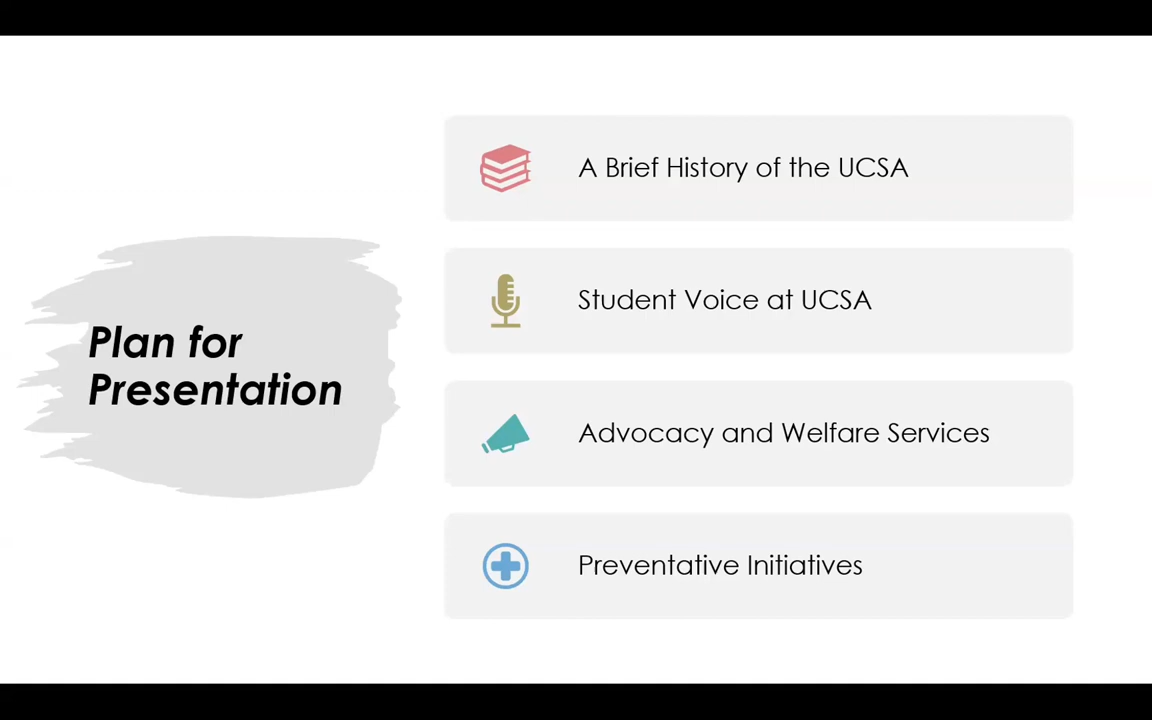 Plan for
Presentation
A Brief History of the UCSA
Student Voice at UCSA
Advocacy and Welfare Services
Preventative Initiatives